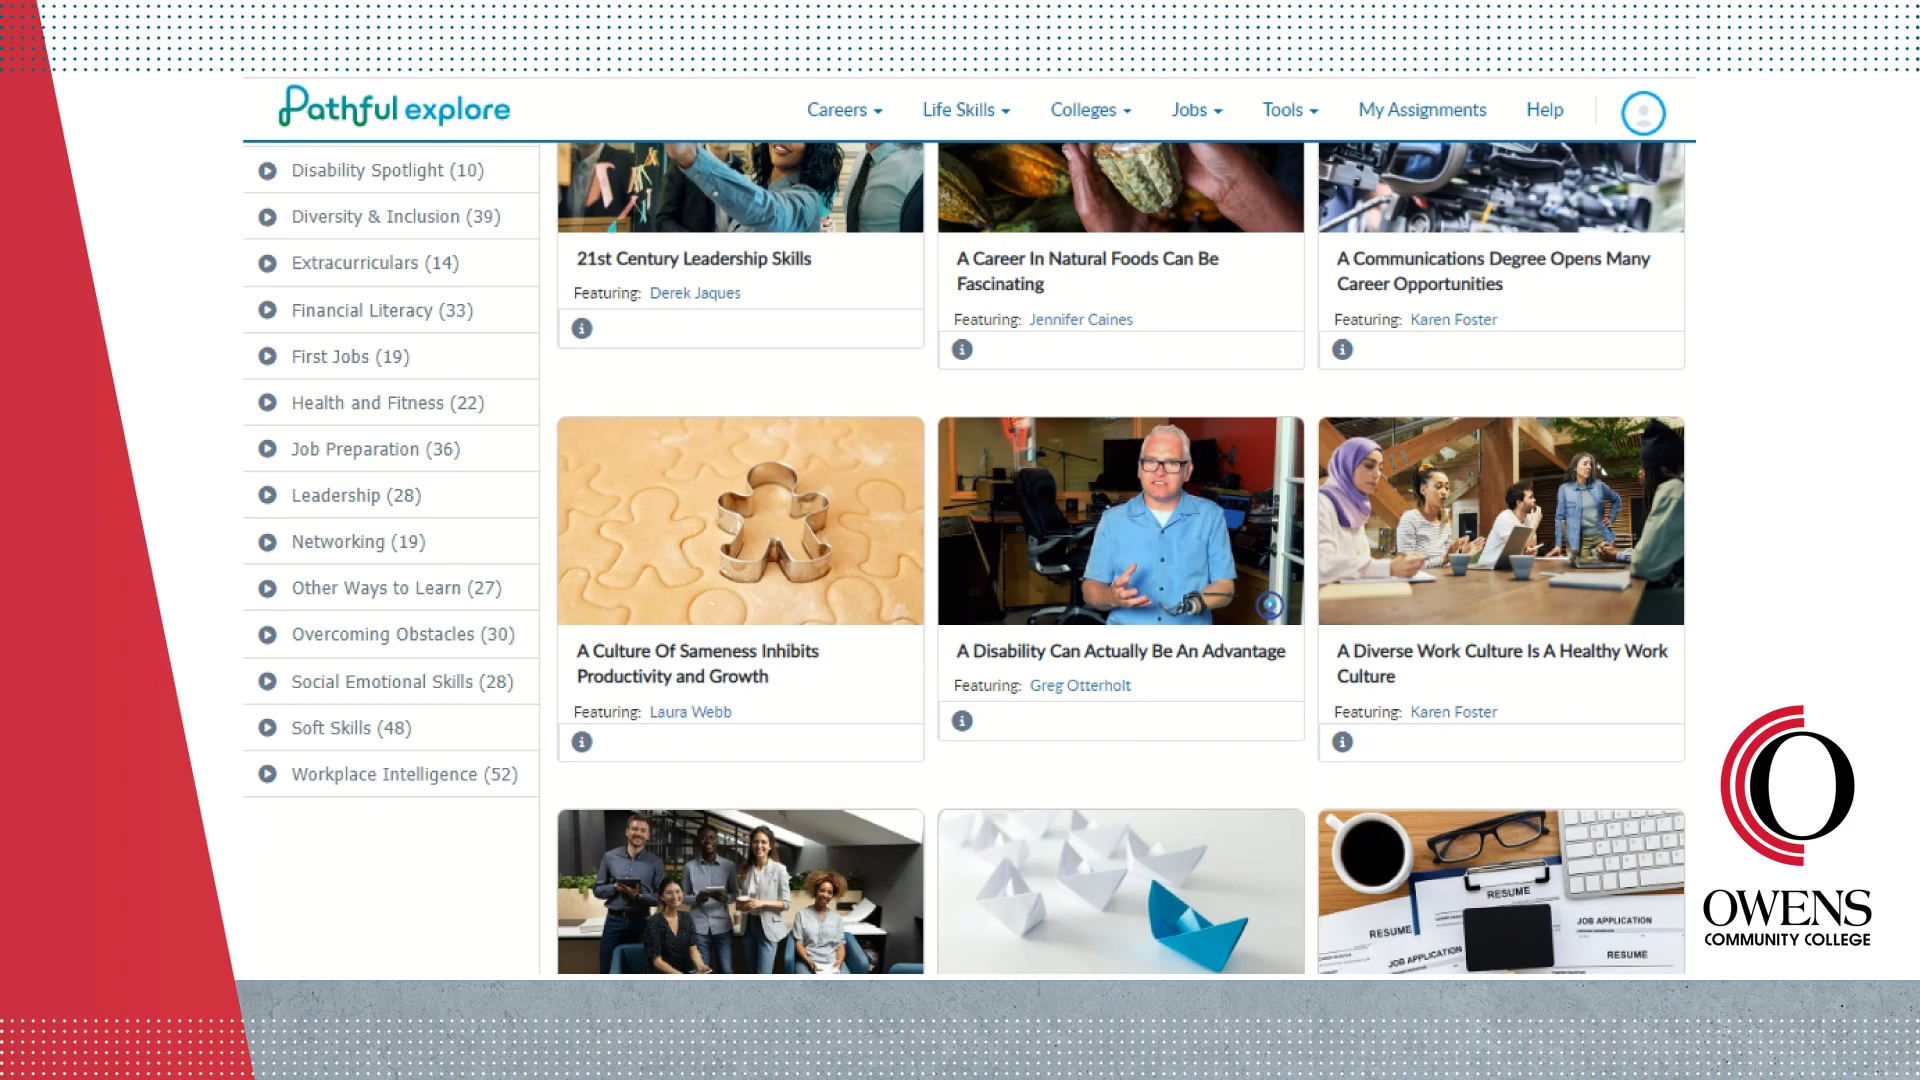 Pathful explore
Careers
Life Skills
Colleges
Jobs
Tools
My Assignments
Help
Disability Spotlight (10)
Diversity & Inclusion (39)
Extracurriculars (14)
Financial Literacy (33)
First Jobs (19)
Health and Fitness (22)
Job Preparation (36)
Leadership (28)
Networking (19)
Other Ways to Learn (27)
Overcoming Obstacles (30)
Social Emotional Skills (28)
Soft Skills (48)
Workplace Intelligence (52)
21st Century Leadership Skills
Featuring: Derek Jaques
A Career In Natural Foods Can Be
Fascinating
Featuring: Jennifer Caines
A Communications Degree Opens Many
Career Opportunities
Featuring: Karen Foster
A Culture Of Sameness Inhibits
Productivity and Growth
Featuring: Laura Webb
A Disability Can Actually Be An Advantage
Featuring: Greg Otterholt
A Diverse Work Culture Is A Healthy Work
Culture
Featuring: Karen Foster
RESUME
JOB APPLICATION
RESUME
JOB APPLICATION
RESUME
OWENS
COMMUNITY COLLEGE